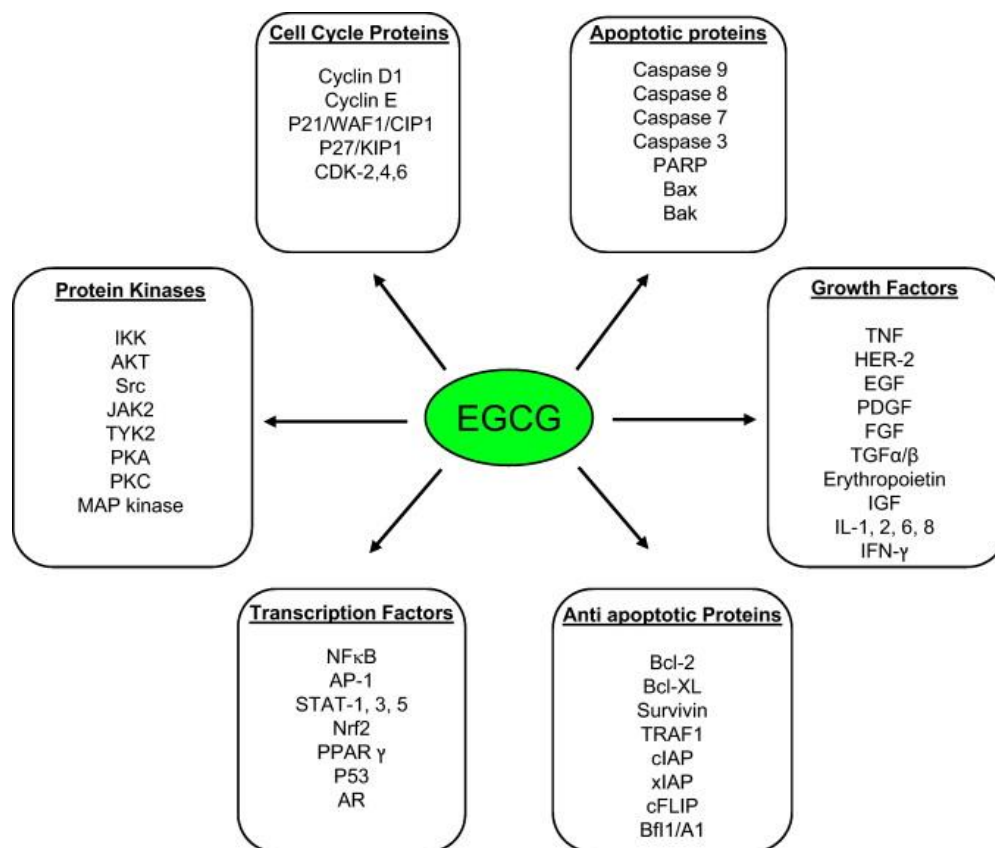 Cell Cycle Proteins
Cyclin D1
Cyclin E
P21/WAF1/CIP1
P27/KIP1
CDK-2,4,6
Apoptotic proteins
Caspase 9
Caspase 8
Caspase 7
Caspase 3
PARP
Bax
Bak
Protein Kinases
IKK
AKT
Src
JAK2
TYK2
PKA
PKC
MAP kinase
EGCG
Growth Factors
TNF
HER-2
EGF
PDGF
FGF
TGFα/β
Erythropoietin
IGF
IL-1, 2, 6, 8
IFN-γ
Transcription Factors
NFκB
AP-1
STAT-1, 3, 5
Nrf2
PPAR γ
P53
AR
Anti apoptotic Proteins
Bcl-2
Bcl-XL
Survivin
TRAF1
cIAP
xIAP
cFLIP
Bfl1/A1